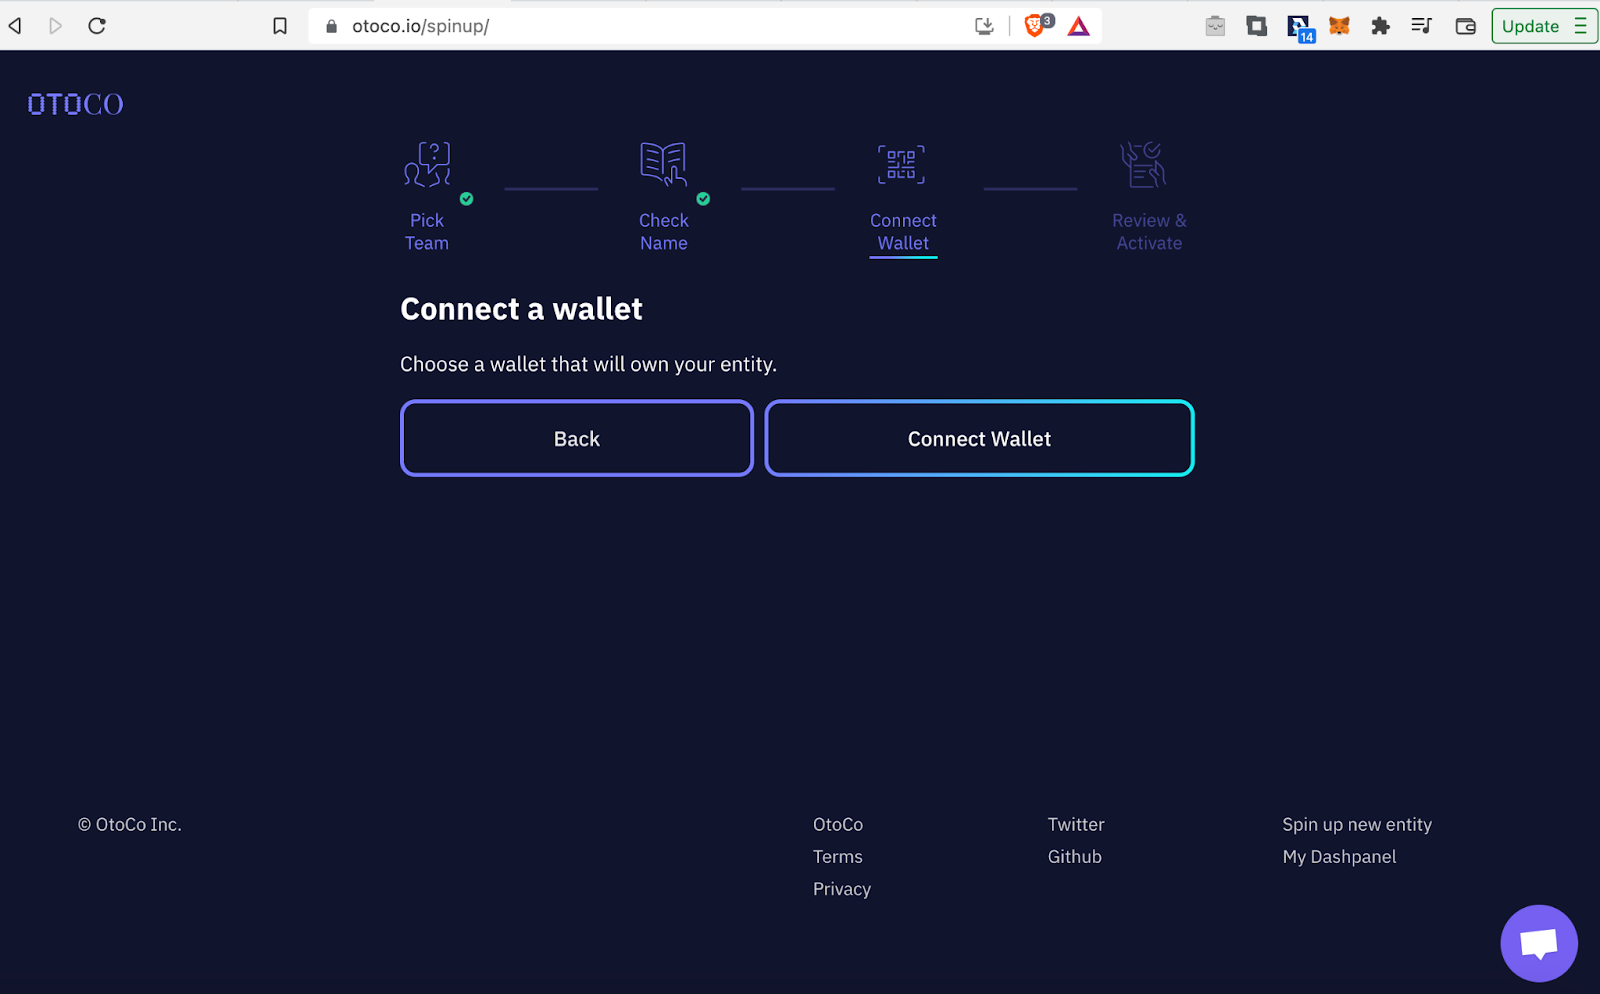 otoco.io/spinup/
3
14
Update
OTOCO
Pick
Team
Check
Name
Connect
Wallet
Review &
Activate
Connect a wallet
Choose a wallet that will own your entity.
Back
Connect Wallet
© OtoCo Inc.
OtoCo
Twitter
Spin up new entity
Terms
Github
My Dashpanel
Privacy